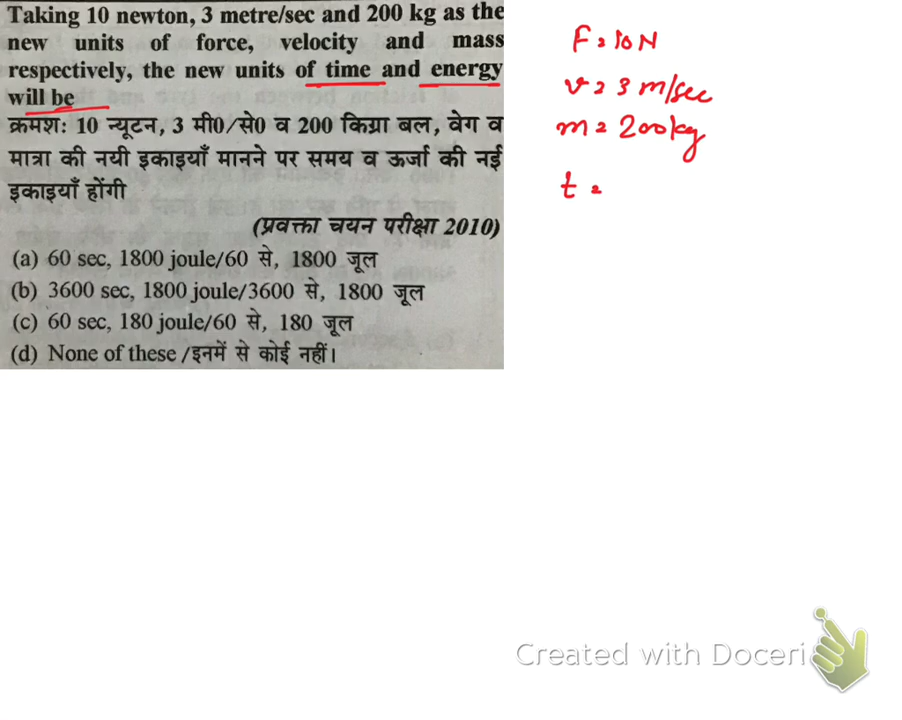 Taking 10 newton, 3 metre/sec and 200 kg as the
new units of force, velocity and mass
respectively, the new units of time and energy
will be
क्रमशः 10 न्यूटन, 3 मी0/से0 व 200 किग्रा बल, वेग व
मात्रा की नयी इकाइयाँ मानने पर समय व ऊर्जा की नई
इकाइयाँ होंगी
(प्रवक्ता चयन परीक्षा 2010)
(a) 60 sec, 1800 joule/60 से, 1800 जूल
(b) 3600 sec, 1800 joule/3600 से, 1800 जूल
(c) 60 sec, 180 joule/60 से, 180 जूल
(d) None of these /इनमें से कोई नहीं।
F = 10 N
v = 3 m/sec
m = 200 kg
t =
Created with Doceri